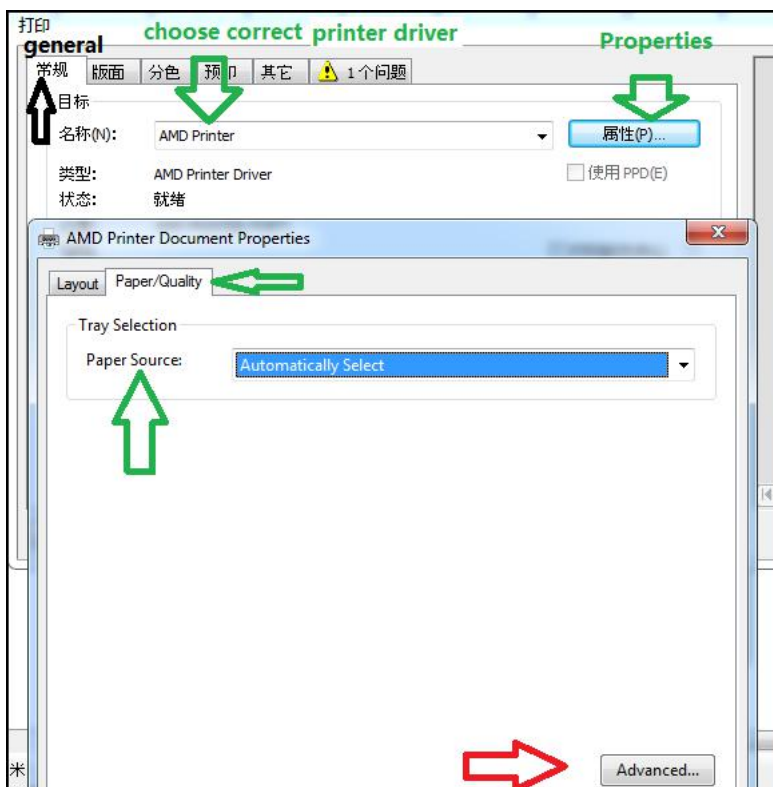 打印
general
choose correct printer driver
Properties
常规 版面 分色 预印 其它 1 个问题
目标
名称(N): AMD Printer 属性(P)...
类型: AMD Printer Driver 使用 PPD(E)
状态: 就绪
AMD Printer Document Properties
Layout Paper/Quality
Tray Selection
Paper Source: Automatically Select
米 Advanced...